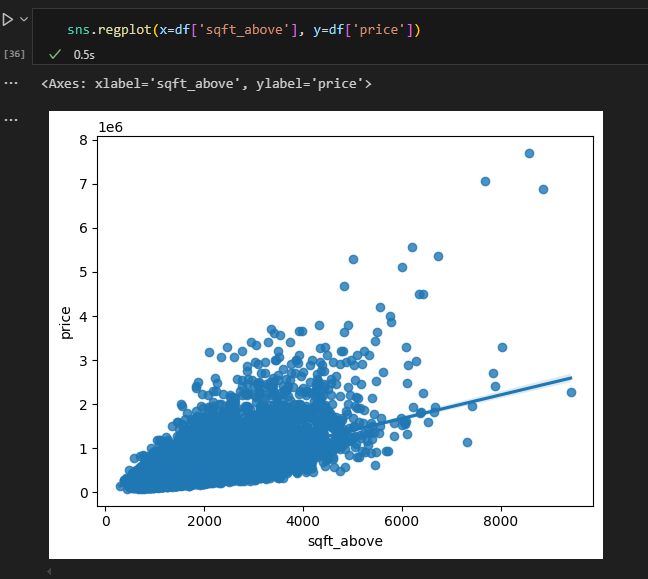 sns.regplot(x=df['sqft_above'], y=df['price'])
[36]
0.5s
<Axes: xlabel='sqft_above', ylabel='price'>
1e6
8
7
6
5
4
3
2
1
0
price
0 2000 4000 6000 8000
sqft_above